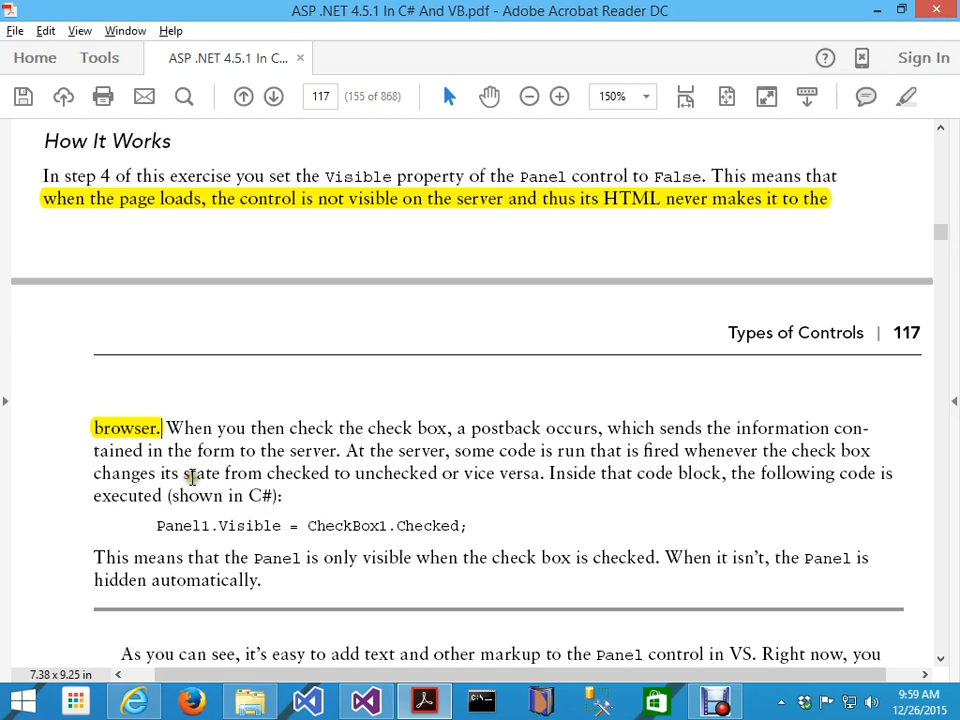 ASP .NET 4.5.1 In C# And VB.pdf - Adobe Acrobat Reader DC
File Edit View Window Help
Home Tools ASP .NET 4.5.1 In C... × Sign In
117 (155 of 868) 150%
How It Works
In step 4 of this exercise you set the Visible property of the Panel control to False. This means that
when the page loads, the control is not visible on the server and thus its HTML never makes it to the
Types of Controls | 117
browser. When you then check the check box, a postback occurs, which sends the information con-
tained in the form to the server. At the server, some code is run that is fired whenever the check box
changes its state from checked to unchecked or vice versa. Inside that code block, the following code is
executed (shown in C#):
Panel1.Visible = CheckBox1.Checked;
This means that the Panel is only visible when the check box is checked. When it isn't, the Panel is
hidden automatically.
As you can see, it's easy to add text and other markup to the Panel control in VS. Right now, you
7.38 x 9.25 in
9:59 AM
12/26/2015